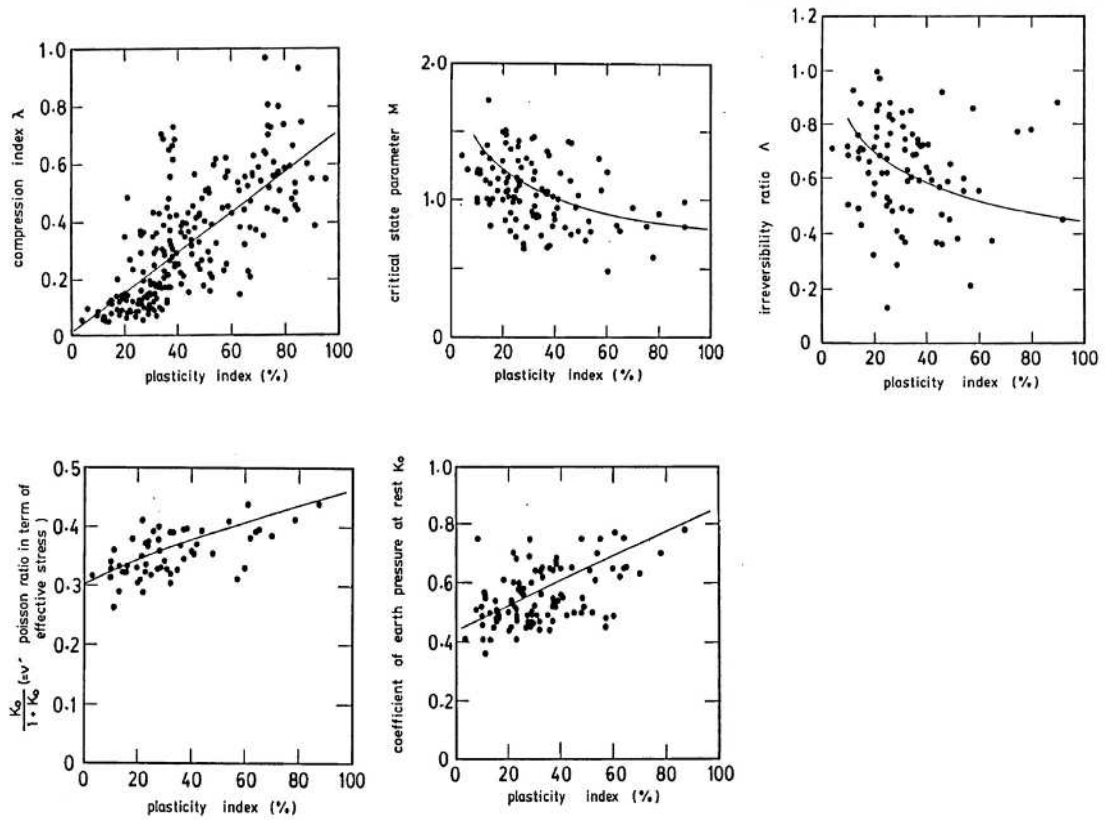 compression index λ
1·0
0·8
0·6
0·4
0·2
0
0 20 40 60 80 100
plasticity index (%)
critical state parameter M
2·0
1·0
0
0 20 40 60 80 100
plasticity index (%)
irreversibility ratio Λ
1·2
1·0
0·8
0·6
0·4
0·2
0
0 20 40 60 80 100
plasticity index (%)
K₀
1 + K₀
(=ν′ poisson ratio in term of
effective stress)
0·5
0·4
0·3
0·2
0·1
0
0 20 40 60 80 100
plasticity index (%)
coefficient of earth pressure at rest K₀
1·0
0·8
0·6
0·4
0·2
0
0 20 40 60 80 100
plasticity index (%)